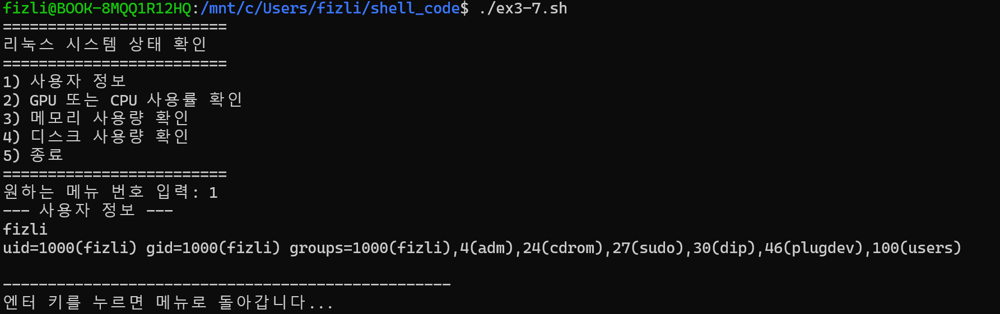 fizli@BOOK-8MQQ1R12HQ:/mnt/c/Users/fizli/shell_code$ ./ex3-7.sh
=========================
리눅스 시스템 상태 확인
=========================
1) 사용자 정보
2) GPU 또는 CPU 사용률 확인
3) 메모리 사용량 확인
4) 디스크 사용량 확인
5) 종료
=========================
원하는 메뉴 번호 입력: 1
--- 사용자 정보 ---
fizli
uid=1000(fizli) gid=1000(fizli) groups=1000(fizli),4(adm),24(cdrom),27(sudo),30(dip),46(plugdev),100(users)
--------------------------------------------------
엔터 키를 누르면 메뉴로 돌아갑니다...